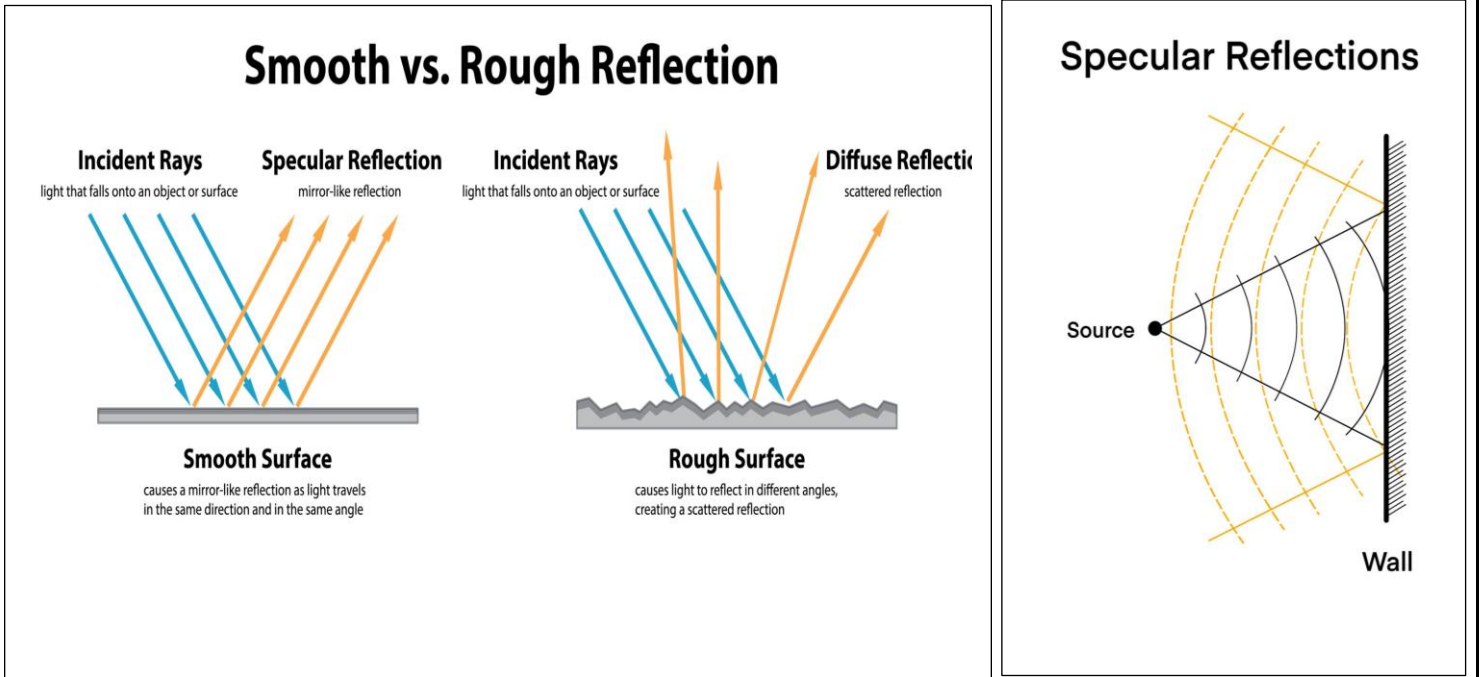 Smooth vs. Rough Reflection
Incident Rays
light that falls onto an object or surface
Specular Reflection
mirror-like reflection
Incident Rays
light that falls onto an object or surface
Diffuse Reflectic
scattered reflection
Smooth Surface
causes a mirror-like reflection as light travels
in the same direction and in the same angle
Rough Surface
causes light to reflect in different angles,
creating a scattered reflection
Specular Reflections
Source
Wall